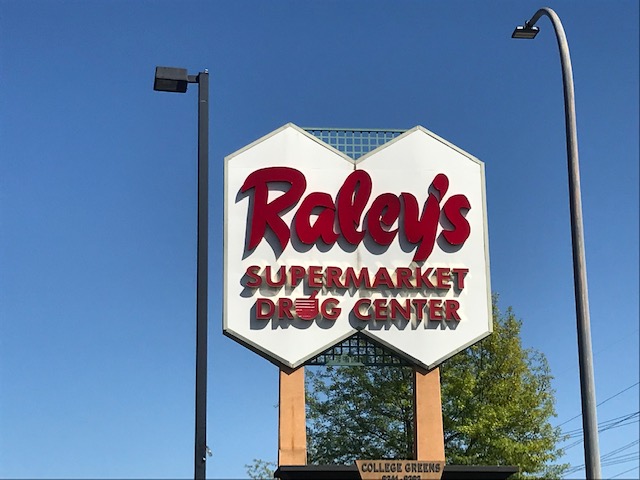 Raley's
SUPERMARKET
DRUG CENTER
COLLEGE GREENS